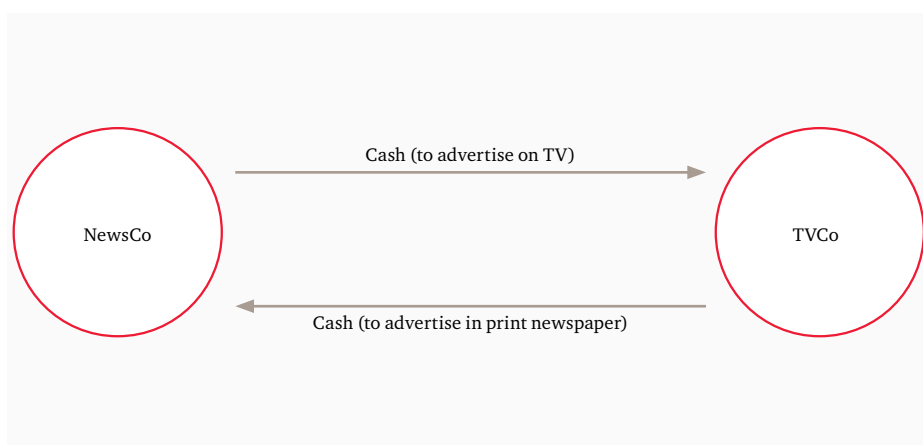 Cash (to advertise on TV)
NewsCo
TVCo
Cash (to advertise in print newspaper)